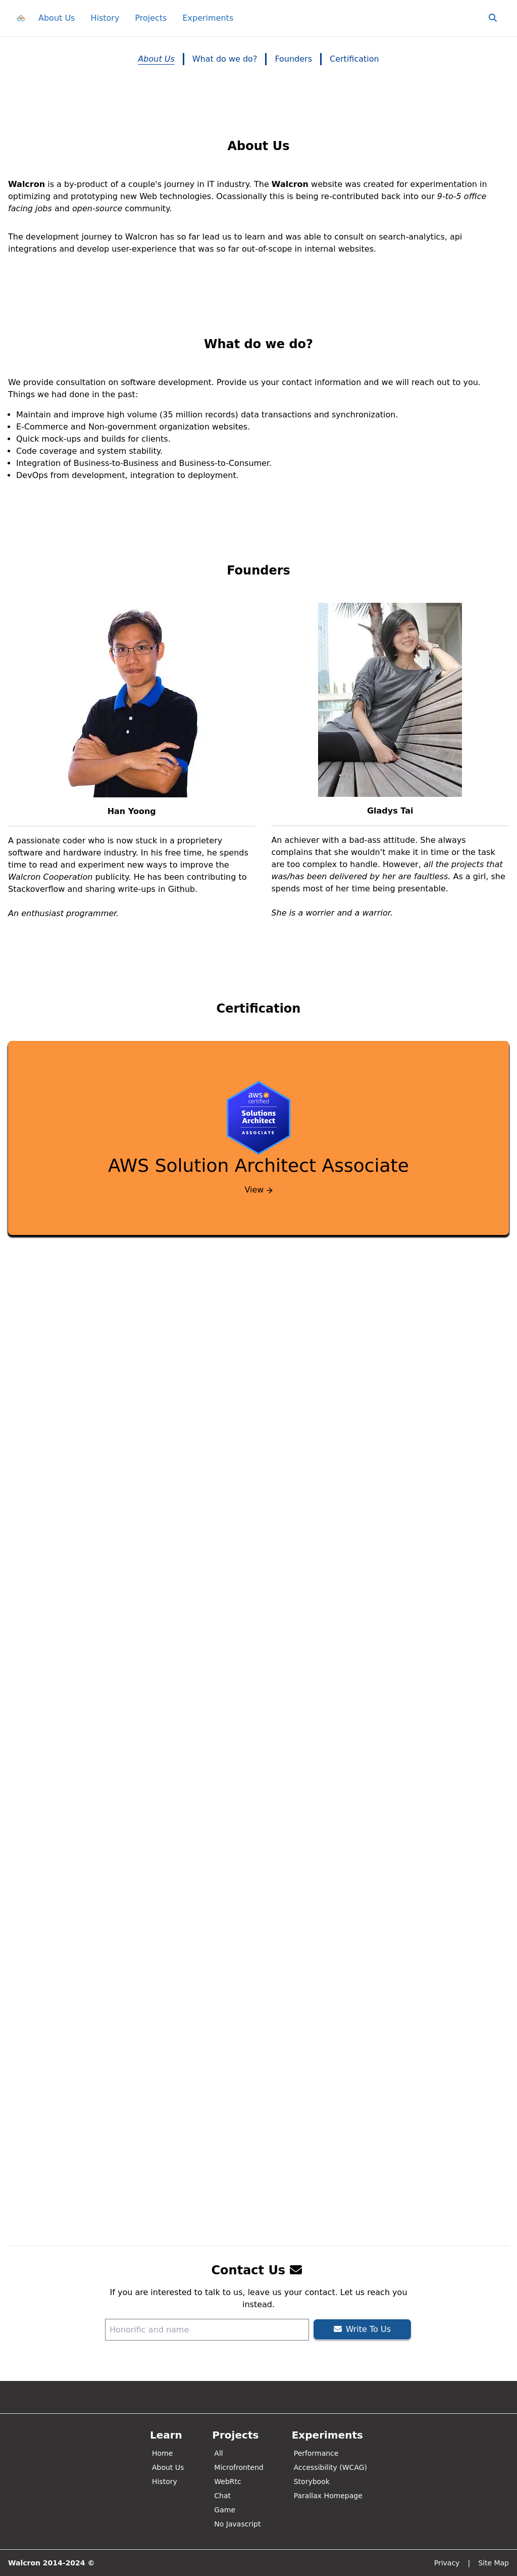 About Us History Projects Experiments
About Us What do we do? Founders Certification
About Us
Walcron is a by-product of a couple's journey in IT industry. The Walcron website was created for experimentation in
optimizing and prototyping new Web technologies. Ocassionally this is being re-contributed back into our 9-to-5 office
facing jobs and open-source community.
The development journey to Walcron has so far lead us to learn and was able to consult on search-analytics, api
integrations and develop user-experience that was so far out-of-scope in internal websites.
What do we do?
We provide consultation on software development. Provide us your contact information and we will reach out to you.
Things we had done in the past:
• Maintain and improve high volume (35 million records) data transactions and synchronization.
• E-Commerce and Non-government organization websites.
• Quick mock-ups and builds for clients.
• Code coverage and system stability.
• Integration of Business-to-Business and Business-to-Consumer.
• DevOps from development, integration to deployment.
Founders
Han Yoong
A passionate coder who is now stuck in a proprietery
software and hardware industry. In his free time, he spends
time to read and experiment new ways to improve the
Walcron Cooperation publicity. He has been contributing to
Stackoverflow and sharing write-ups in Github.
An enthusiast programmer.
Gladys Tai
An achiever with a bad-ass attitude. She always
complains that she wouldn't make it in time or the task
are too complex to handle. However, all the projects that
was/has been delivered by her are faultless. As a girl, she
spends most of her time being presentable.
She is a worrier and a warrior.
Certification
aws
certified
Solutions
Architect
ASSOCIATE
AWS Solution Architect Associate
View →
Contact Us
If you are interested to talk to us, leave us your contact. Let us reach you
instead.
Honorific and name
Write To Us
Learn
Home
About Us
History
Projects
All
Microfrontend
WebRtc
Chat
Game
No Javascript
Experiments
Performance
Accessibility (WCAG)
Storybook
Parallax Homepage
Walcron 2014-2024 ©
Privacy | Site Map